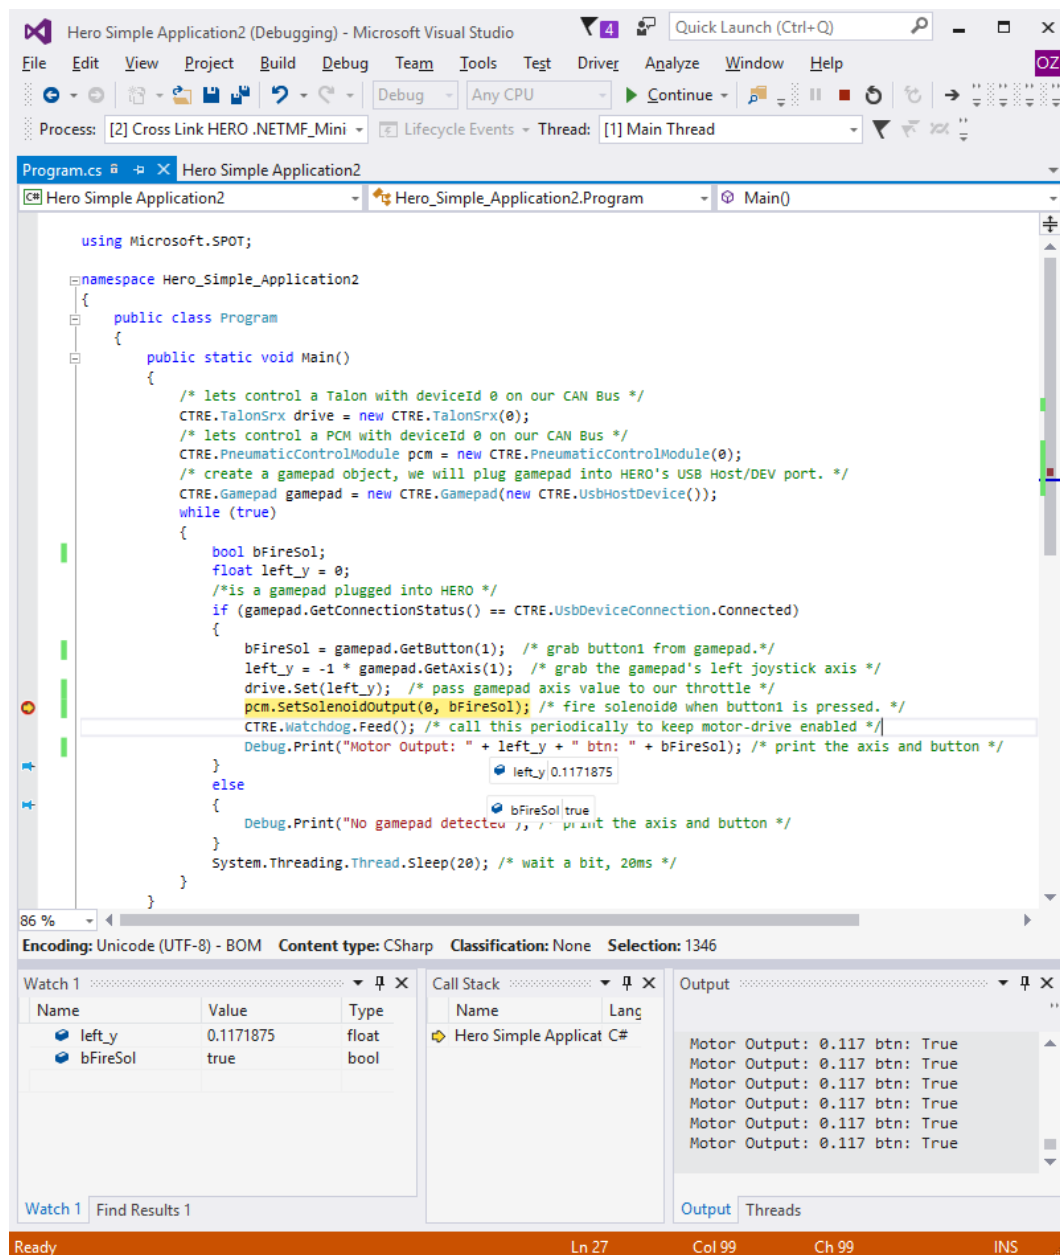 Hero Simple Application2 (Debugging) - Microsoft Visual Studio
4
Quick Launch (Ctrl+Q)
File Edit View Project Build Debug Team Tools Test Driver Analyze Window Help
OZ
Debug Any CPU Continue
Process: [2] Cross Link HERO .NETMF_Mini Lifecycle Events Thread: [1] Main Thread
Program.cs Hero Simple Application2
C# Hero Simple Application2 Hero_Simple_Application2.Program Main()
using Microsoft.SPOT;
namespace Hero_Simple_Application2
{
public class Program
{
public static void Main()
{
/* lets control a Talon with deviceId 0 on our CAN Bus */
CTRE.TalonSrx drive = new CTRE.TalonSrx(0);
/* lets control a PCM with deviceId 0 on our CAN Bus */
CTRE.PneumaticControlModule pcm = new CTRE.PneumaticControlModule(0);
/* create a gamepad object, we will plug gamepad into HERO's USB Host/DEV port. */
CTRE.Gamepad gamepad = new CTRE.Gamepad(new CTRE.UsbHostDevice());
while (true)
{
bool bFireSol;
float left_y = 0;
/*is a gamepad plugged into HERO */
if (gamepad.GetConnectionStatus() == CTRE.UsbDeviceConnection.Connected)
{
bFireSol = gamepad.GetButton(1); /* grab button1 from gamepad.*/
left_y = -1 * gamepad.GetAxis(1); /* grab the gamepad's left joystick axis */
drive.Set(left_y); /* pass gamepad axis value to our throttle */
pcm.SetSolenoidOutput(0, bFireSol); /* fire solenoid0 when button1 is pressed. */
CTRE.Watchdog.Feed(); /* call this periodically to keep motor-drive enabled */
Debug.Print("Motor Output: " + left_y + " btn: " + bFireSol); /* print the axis and button */
}
left_y 0.1171875
else
{
bFireSol true
Debug.Print("No gamepad detected"); /* print the axis and button */
}
System.Threading.Thread.Sleep(20); /* wait a bit, 20ms */
}
}
86 %
Encoding: Unicode (UTF-8) - BOM Content type: CSharp Classification: None Selection: 1346
Watch 1
Name Value Type
left_y 0.1171875 float
bFireSol true bool
Watch 1 Find Results 1
Call Stack
Name Lang
Hero Simple Applicat C#
Output
Motor Output: 0.117 btn: True
Motor Output: 0.117 btn: True
Motor Output: 0.117 btn: True
Motor Output: 0.117 btn: True
Motor Output: 0.117 btn: True
Motor Output: 0.117 btn: True
Output Threads
Ready Ln 27 Col 99 Ch 99 INS